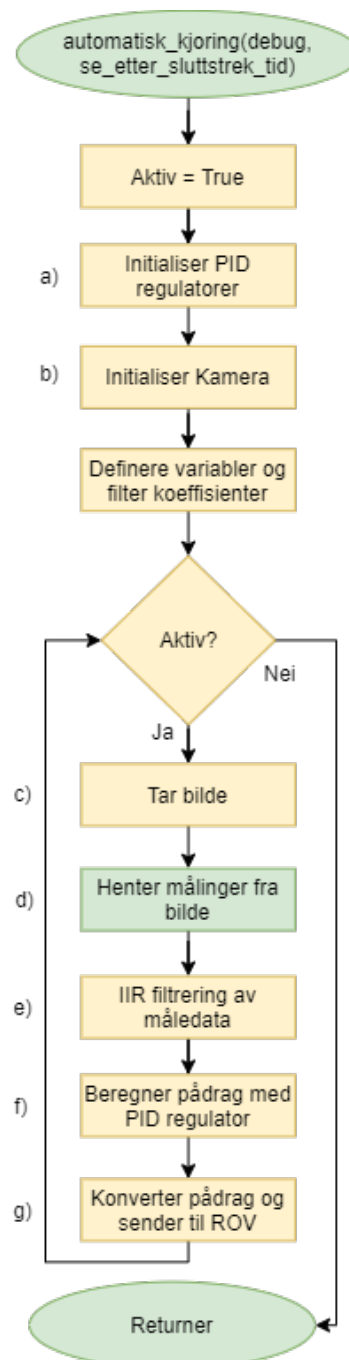 automatisk_kjoring(debug,
se_etter_sluttstrek_tid)
Aktiv = True
a)
Initialiser PID
regulatorer
b)
Initialiser Kamera
Definere variabler og
filter koeffisienter
Aktiv?
Nei
Ja
c)
Tar bilde
d)
Henter målinger fra
bilde
e)
IIR filtrering av
måledata
f)
Beregner pådrag med
PID regulator
g)
Konverter pådrag og
sender til ROV
Returner